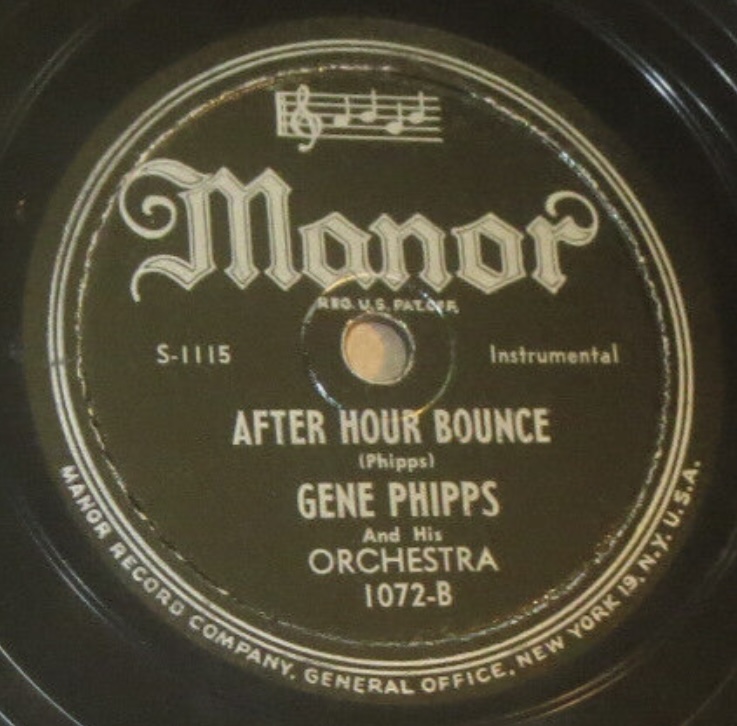 Manor
REG. U.S. PAT. OFF.
S-1115
Instrumental
AFTER HOUR BOUNCE
(Phipps)
GENE PHIPPS
And His
ORCHESTRA
1072-B
MANOR RECORD COMPANY, GENERAL OFFICE, NEW YORK 19, N.Y. U.S.A.